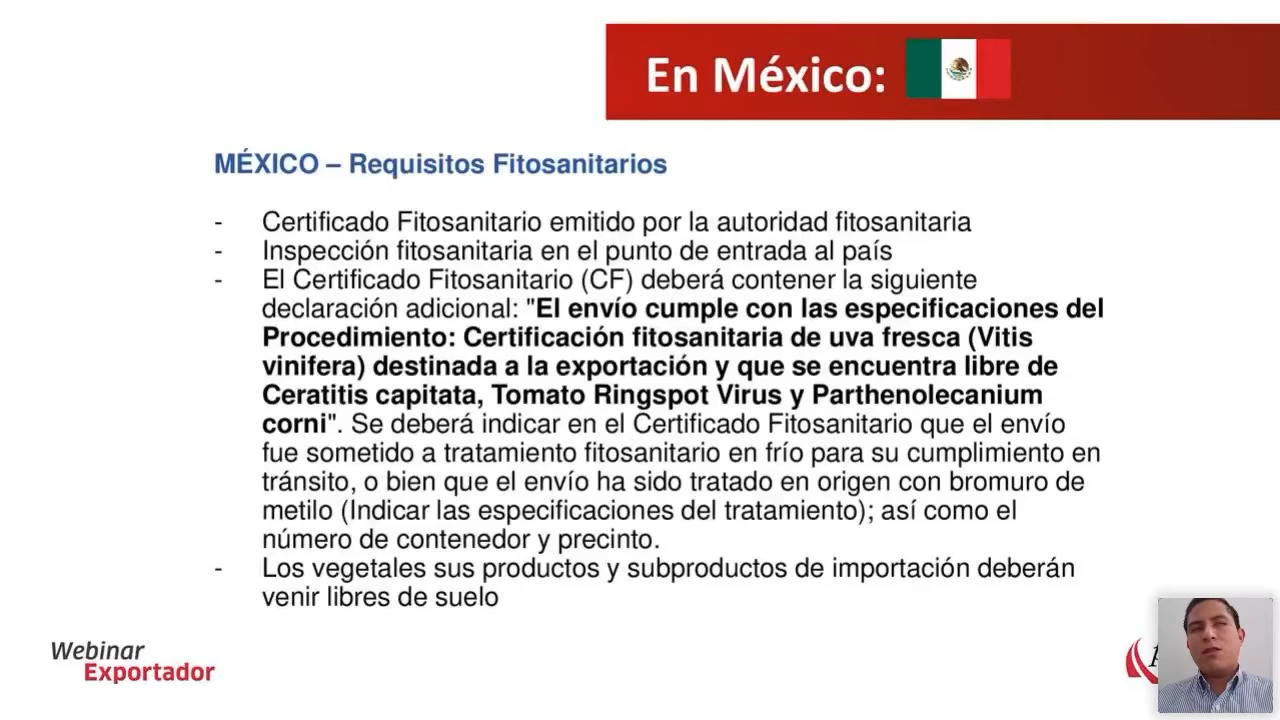 En México:
MÉXICO – Requisitos Fitosanitarios
- Certificado Fitosanitario emitido por la autoridad fitosanitaria
- Inspección fitosanitaria en el punto de entrada al país
- El Certificado Fitosanitario (CF) deberá contener la siguiente
declaración adicional: "El envío cumple con las especificaciones del
Procedimiento: Certificación fitosanitaria de uva fresca (Vitis
vinifera) destinada a la exportación y que se encuentra libre de
Ceratitis capitata, Tomato Ringspot Virus y Parthenolecanium
corni". Se deberá indicar en el Certificado Fitosanitario que el envío
fue sometido a tratamiento fitosanitario en frío para su cumplimiento en
tránsito, o bien que el envío ha sido tratado en origen con bromuro de
metilo (Indicar las especificaciones del tratamiento); así como el
número de contenedor y precinto.
- Los vegetales sus productos y subproductos de importación deberán
venir libres de suelo
Webinar
Exportador